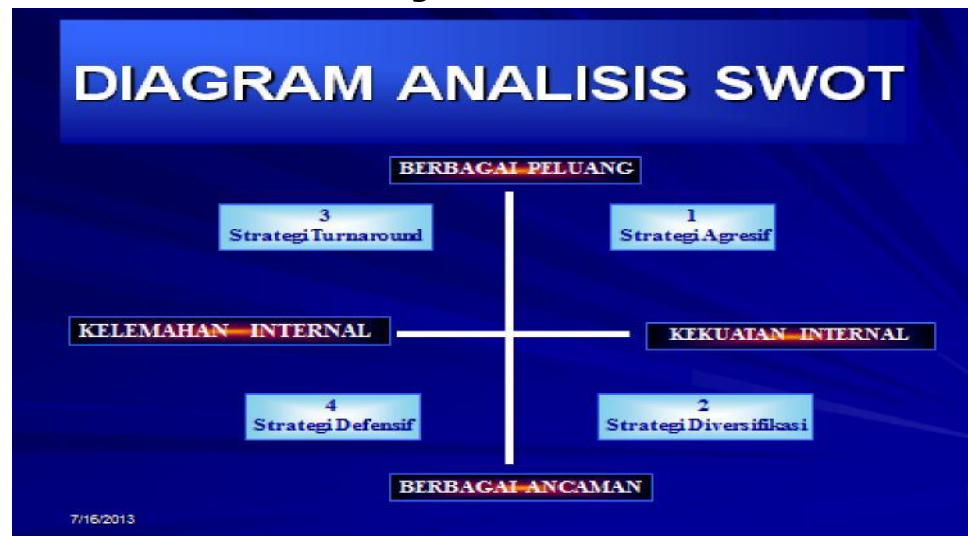 DIAGRAM ANALISIS SWOT
BERBAGAI PELUANG
3
Strategi Turnaround
1
Strategi Agresif
KELEMAHAN INTERNAL
KEKUATAN INTERNAL
4
Strategi Defensif
2
Strategi Diversifikasi
BERBAGAI ANCAMAN
7/16/2013